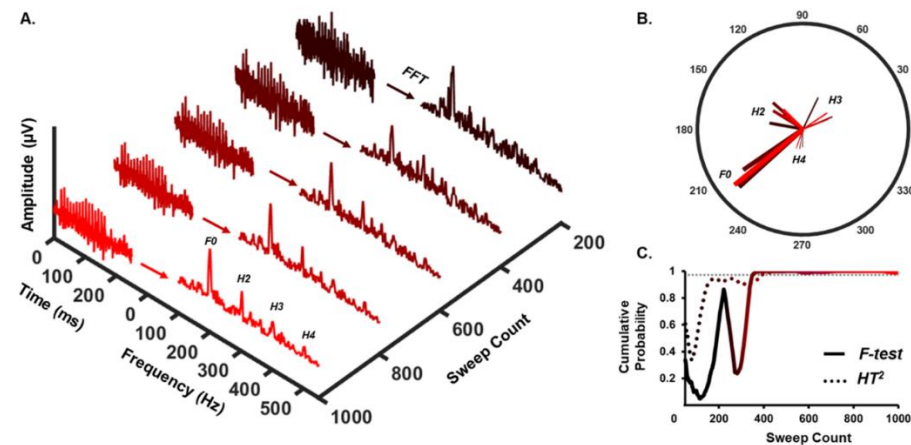 A.
FFT
Amplitude (μV)
0
100
200
Time (ms)
F0
H2
H3
H4
0
100
200
300
400
500
Frequency (Hz)
200
400
600
800
1000
Sweep Count
B.
90
60
30
330
300
270
240
210
180
150
120
H2
H3
H4
F0
C.
Cumulative
Probability
1
0.8
0.6
0.4
0.2
F-test
HT²
0 200 400 600 800 1000
Sweep Count